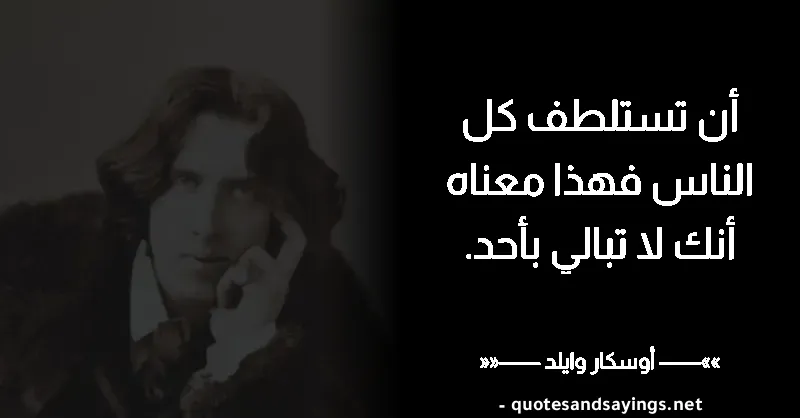 أن تستلطف كل
الناس فهذا معناه
أنك لا تبالي بأحد.
»»—— أوسكار وايلد ——««
- quotesandsayings.net